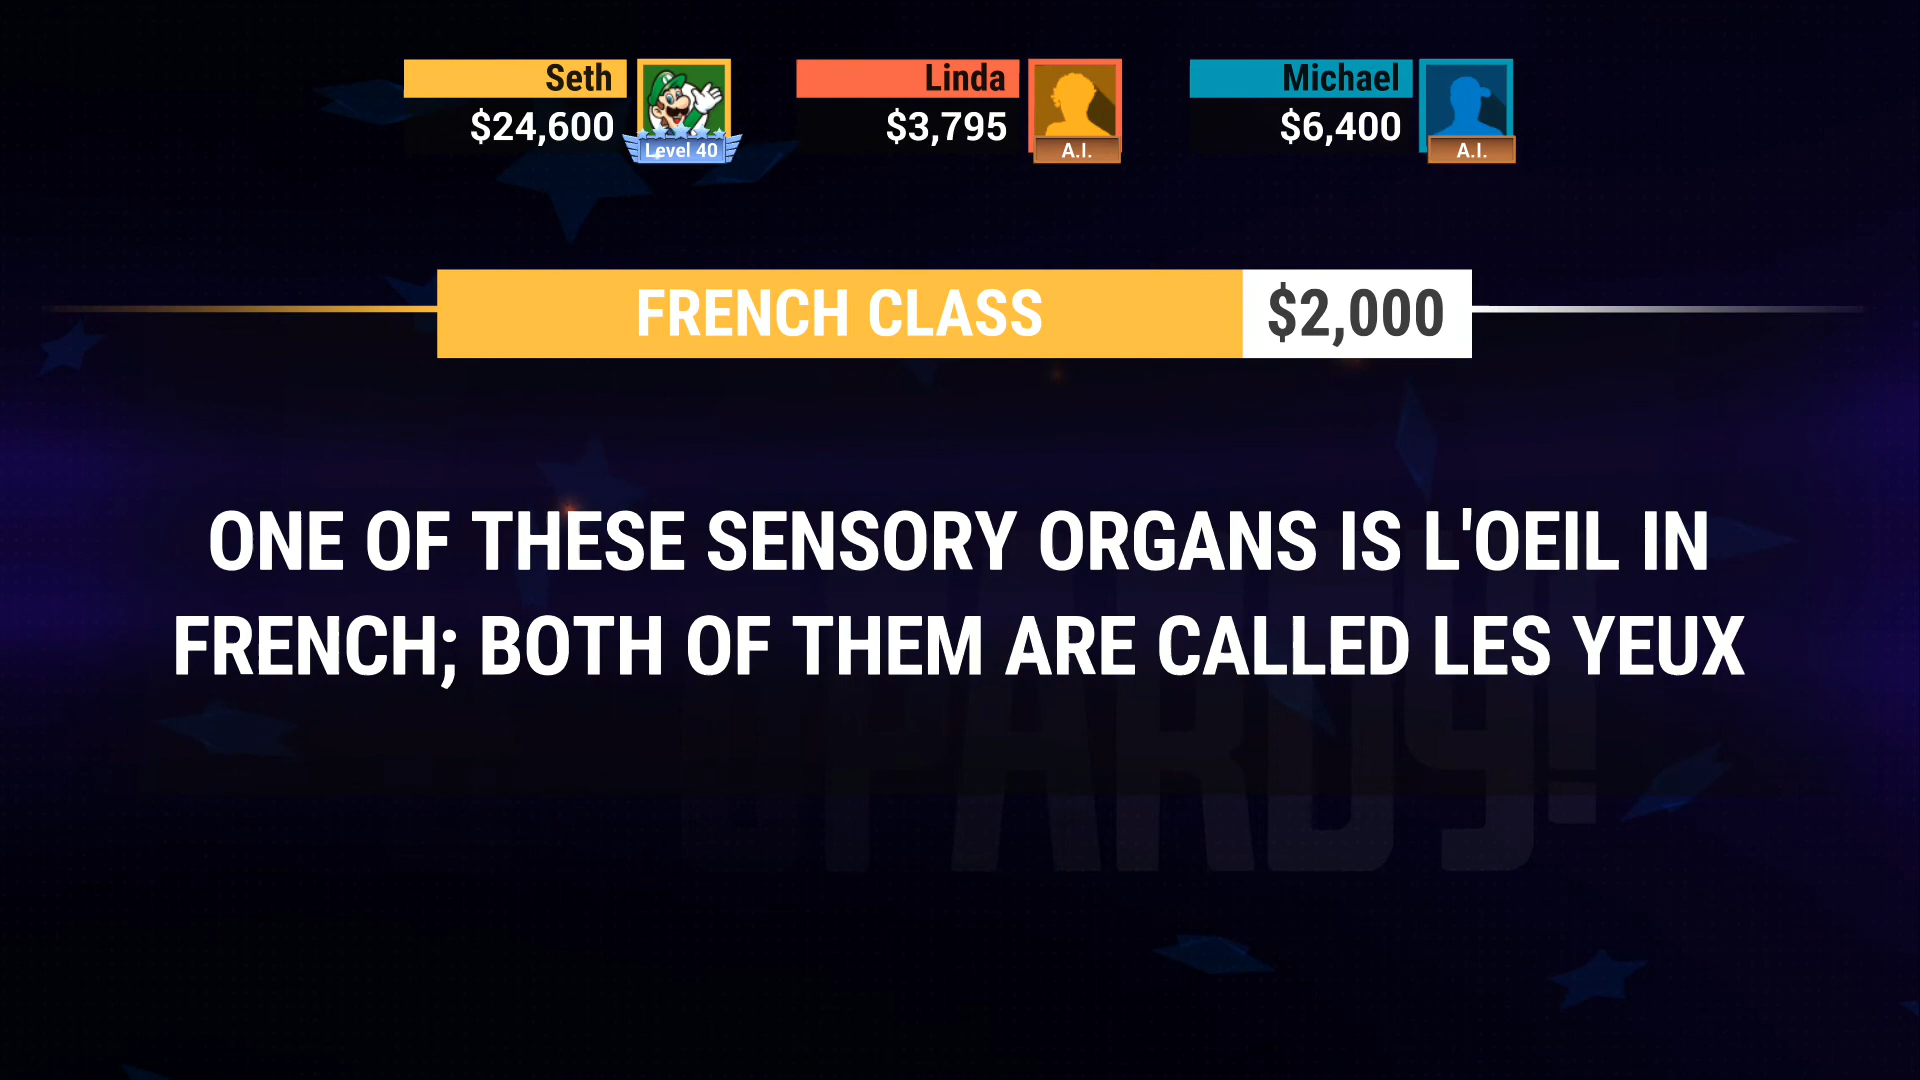 Seth
$24,600
Level 40
Linda
$3,795
A.I.
Michael
$6,400
A.I.
FRENCH CLASS
$2,000
ONE OF THESE SENSORY ORGANS IS L'OEIL IN
FRENCH; BOTH OF THEM ARE CALLED LES YEUX